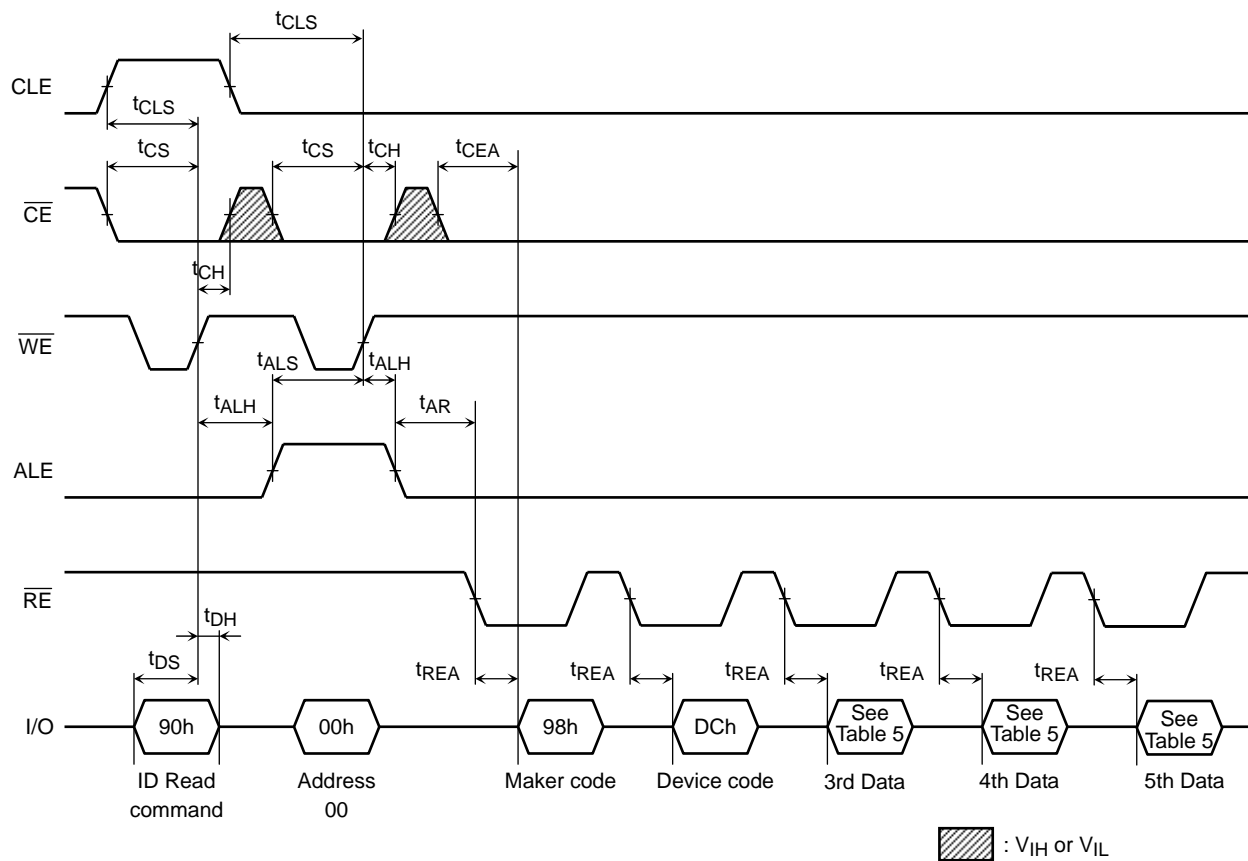 tCLS
CLE
tCLS
tCS
tCS
tCH
tCEA
CE
tCH
WE
tALS
tALH
tALH
tAR
ALE
RE
tDH
tDS
tREA
tREA
tREA
tREA
tREA
I/O
90h
00h
98h
DCh
See
Table 5
See
Table 5
See
Table 5
ID Read
command
Address
00
Maker code
Device code
3rd Data
4th Data
5th Data
: VIH or VIL